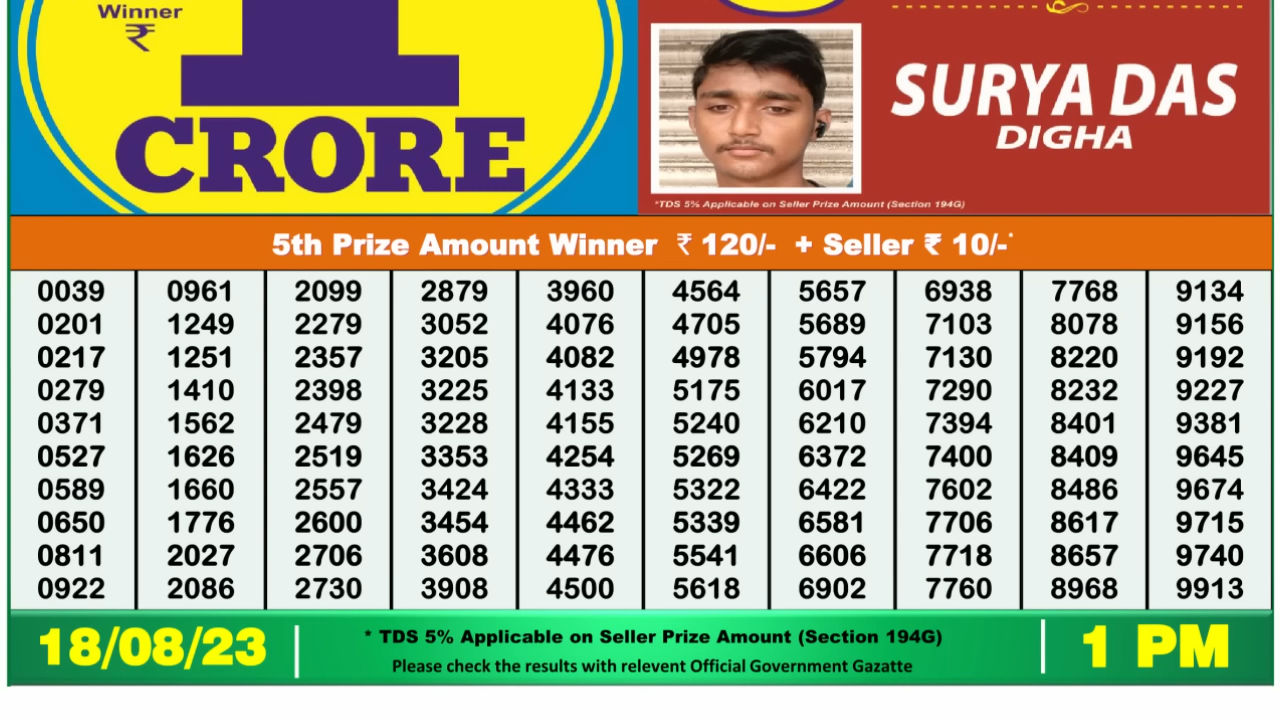 Winner
₹
1
CRORE
SURYA DAS
DIGHA
*TDS 5% Applicable on Seller Prize Amount (Section 194G)
5th Prize Amount Winner ₹ 120/- + Seller ₹ 10/-*
0039 0961 2099 2879 3960 4564 5657 6938 7768 9134
0201 1249 2279 3052 4076 4705 5689 7103 8078 9156
0217 1251 2357 3205 4082 4978 5794 7130 8220 9192
0279 1410 2398 3225 4133 5175 6017 7290 8232 9227
0371 1562 2479 3228 4155 5240 6210 7394 8401 9381
0527 1626 2519 3353 4254 5269 6372 7400 8409 9645
0589 1660 2557 3424 4333 5322 6422 7602 8486 9674
0650 1776 2600 3454 4462 5339 6581 7706 8617 9715
0811 2027 2706 3608 4476 5541 6606 7718 8657 9740
0922 2086 2730 3908 4500 5618 6902 7760 8968 9913
18/08/23
* TDS 5% Applicable on Seller Prize Amount (Section 194G)
Please check the results with relevent Official Government Gazatte
1 PM